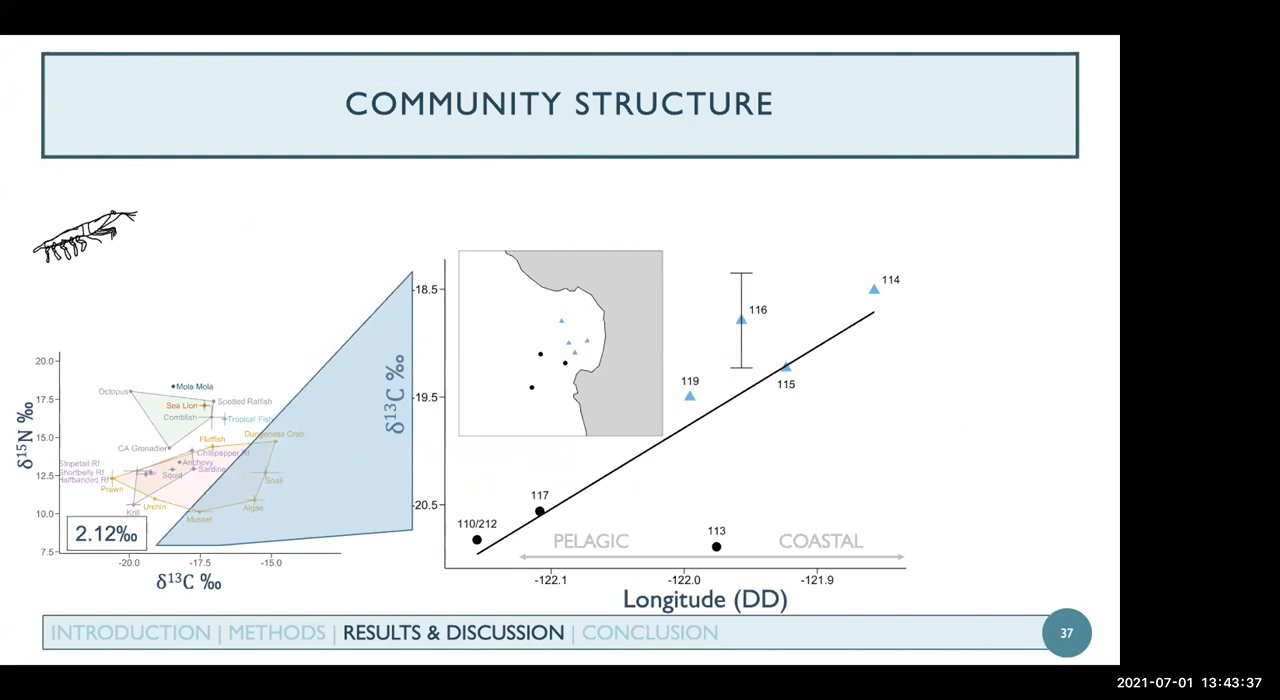 COMMUNITY STRUCTURE
20.0
17.5
15.0
12.5
10.0
7.5
δ¹⁵N ‰
Octopus
Mola Mola
Sea Lion
Spotted Ratfish
Combfish
Tropical Fish
CA Grenadier
Flatfish
Dungeness Crab
Chilipepper Rf
Stripetail Rf
Shortbelly Rf
Halfbanded Rf
Anchovy
Squid
Sardine
Prawn
Snail
Urchin
Algae
Krill
Mussel
2.12‰
-20.0 -17.5 -15.0
δ¹³C ‰
-18.5
-19.5
-20.5
δ¹³C ‰
114
116
115
119
117
110/212
113
PELAGIC COASTAL
-122.1 -122.0 -121.9
Longitude (DD)
INTRODUCTION | METHODS | RESULTS & DISCUSSION | CONCLUSION
37
2021-07-01 13:43:37